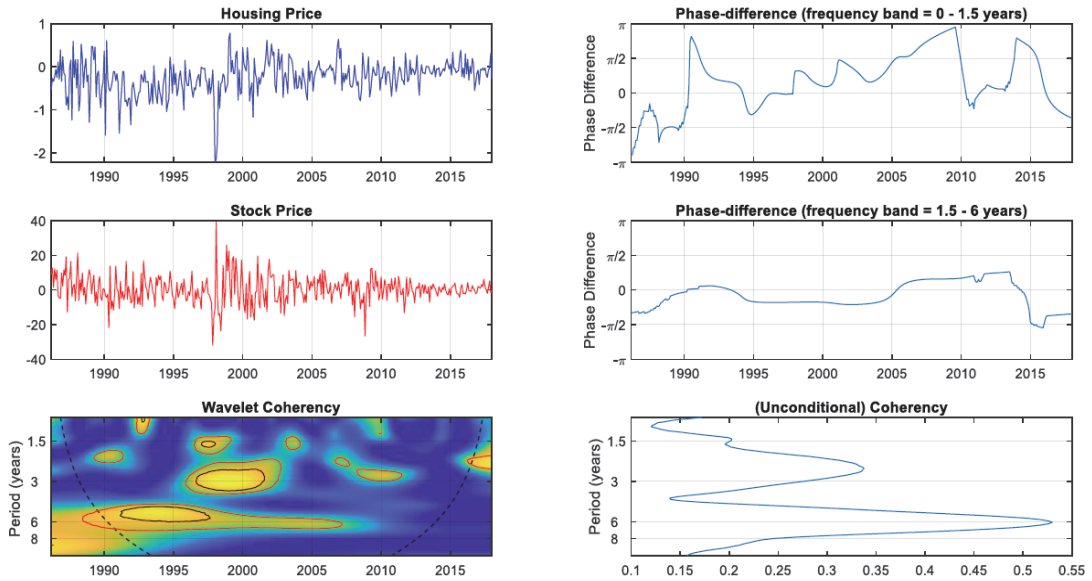 Housing Price
1
0
-1
-2
1990 1995 2000 2005 2010 2015
Phase-difference (frequency band = 0 - 1.5 years)
Phase Difference
π
π/2
0
-π/2
-π
1990 1995 2000 2005 2010 2015
Stock Price
40
20
0
-20
-40
1990 1995 2000 2005 2010 2015
Phase-difference (frequency band = 1.5 - 6 years)
Phase Difference
π
π/2
0
-π/2
-π
1990 1995 2000 2005 2010 2015
Wavelet Coherency
Period (years)
1.5
3
6
8
1990 1995 2000 2005 2010 2015
(Unconditional) Coherency
Period (years)
1.5
3
6
8
0.1 0.15 0.2 0.25 0.3 0.35 0.4 0.45 0.5 0.55